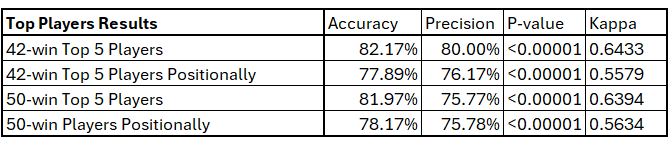 Top Players Results Accuracy Precision P-value Kappa
42-win Top 5 Players 82.17% 80.00% <0.00001 0.6433
42-win Top 5 Players Positionally 77.89% 76.17% <0.00001 0.5579
50-win Top 5 Players 81.97% 75.77% <0.00001 0.6394
50-win Players Positionally 78.17% 75.78% <0.00001 0.5634